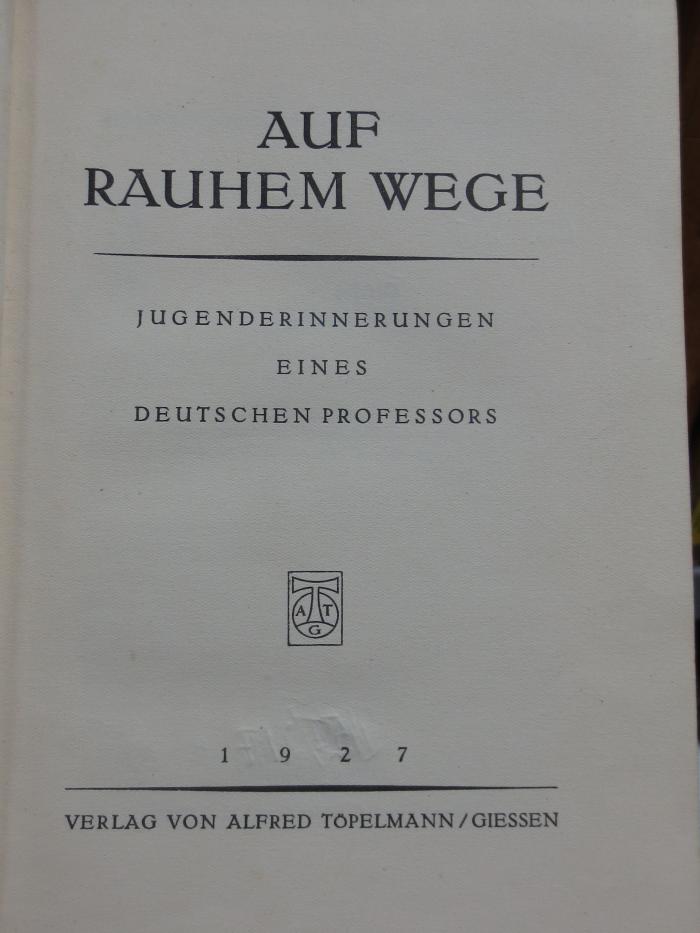 AUF
RAUHEM WEGE
JUGENDERINNERUNGEN
EINES
DEUTSCHEN PROFESSORS
A T
G
1 9 2 7
VERLAG VON ALFRED TÖPELMANN/GIESSEN